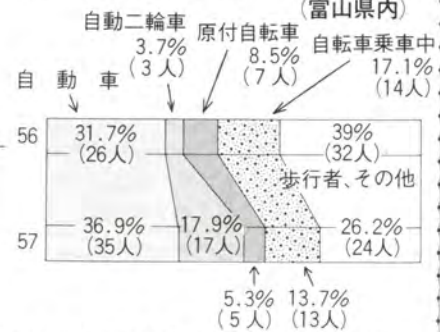 (富山県内)
自動二輪車
3.7%
(3人)
原付自転車
8.5%
(7人)
自転車乗車中
17.1%
(14人)
自動車
56
31.7%
(26人)
39%
(32人)
歩行者、その他
57
36.9%
(35人)
17.9%
(17人)
26.2%
(24人)
5.3%
(5人)
13.7%
(13人)